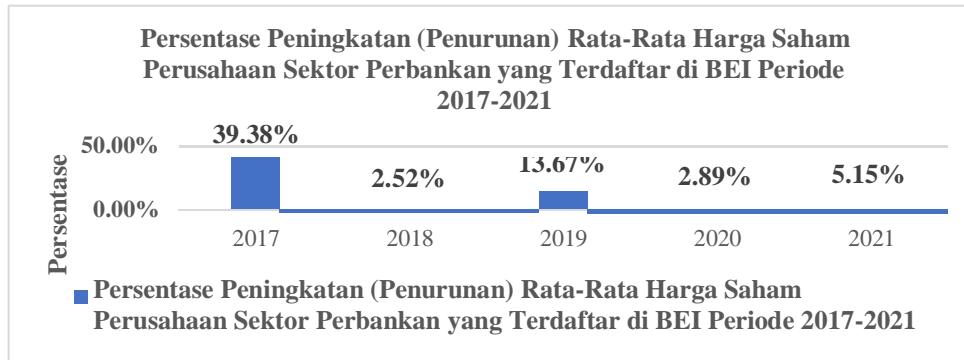 Persentase Peningkatan (Penurunan) Rata-Rata Harga Saham
Perusahaan Sektor Perbankan yang Terdaftar di BEI Periode
2017-2021
39.38%
50.00%
13.67%
2.52%
2.89%
5.15%
0.00%
Persentase
2017
2018
2019
2020
2021
Persentase Peningkatan (Penurunan) Rata-Rata Harga Saham
Perusahaan Sektor Perbankan yang Terdaftar di BEI Periode 2017-2021